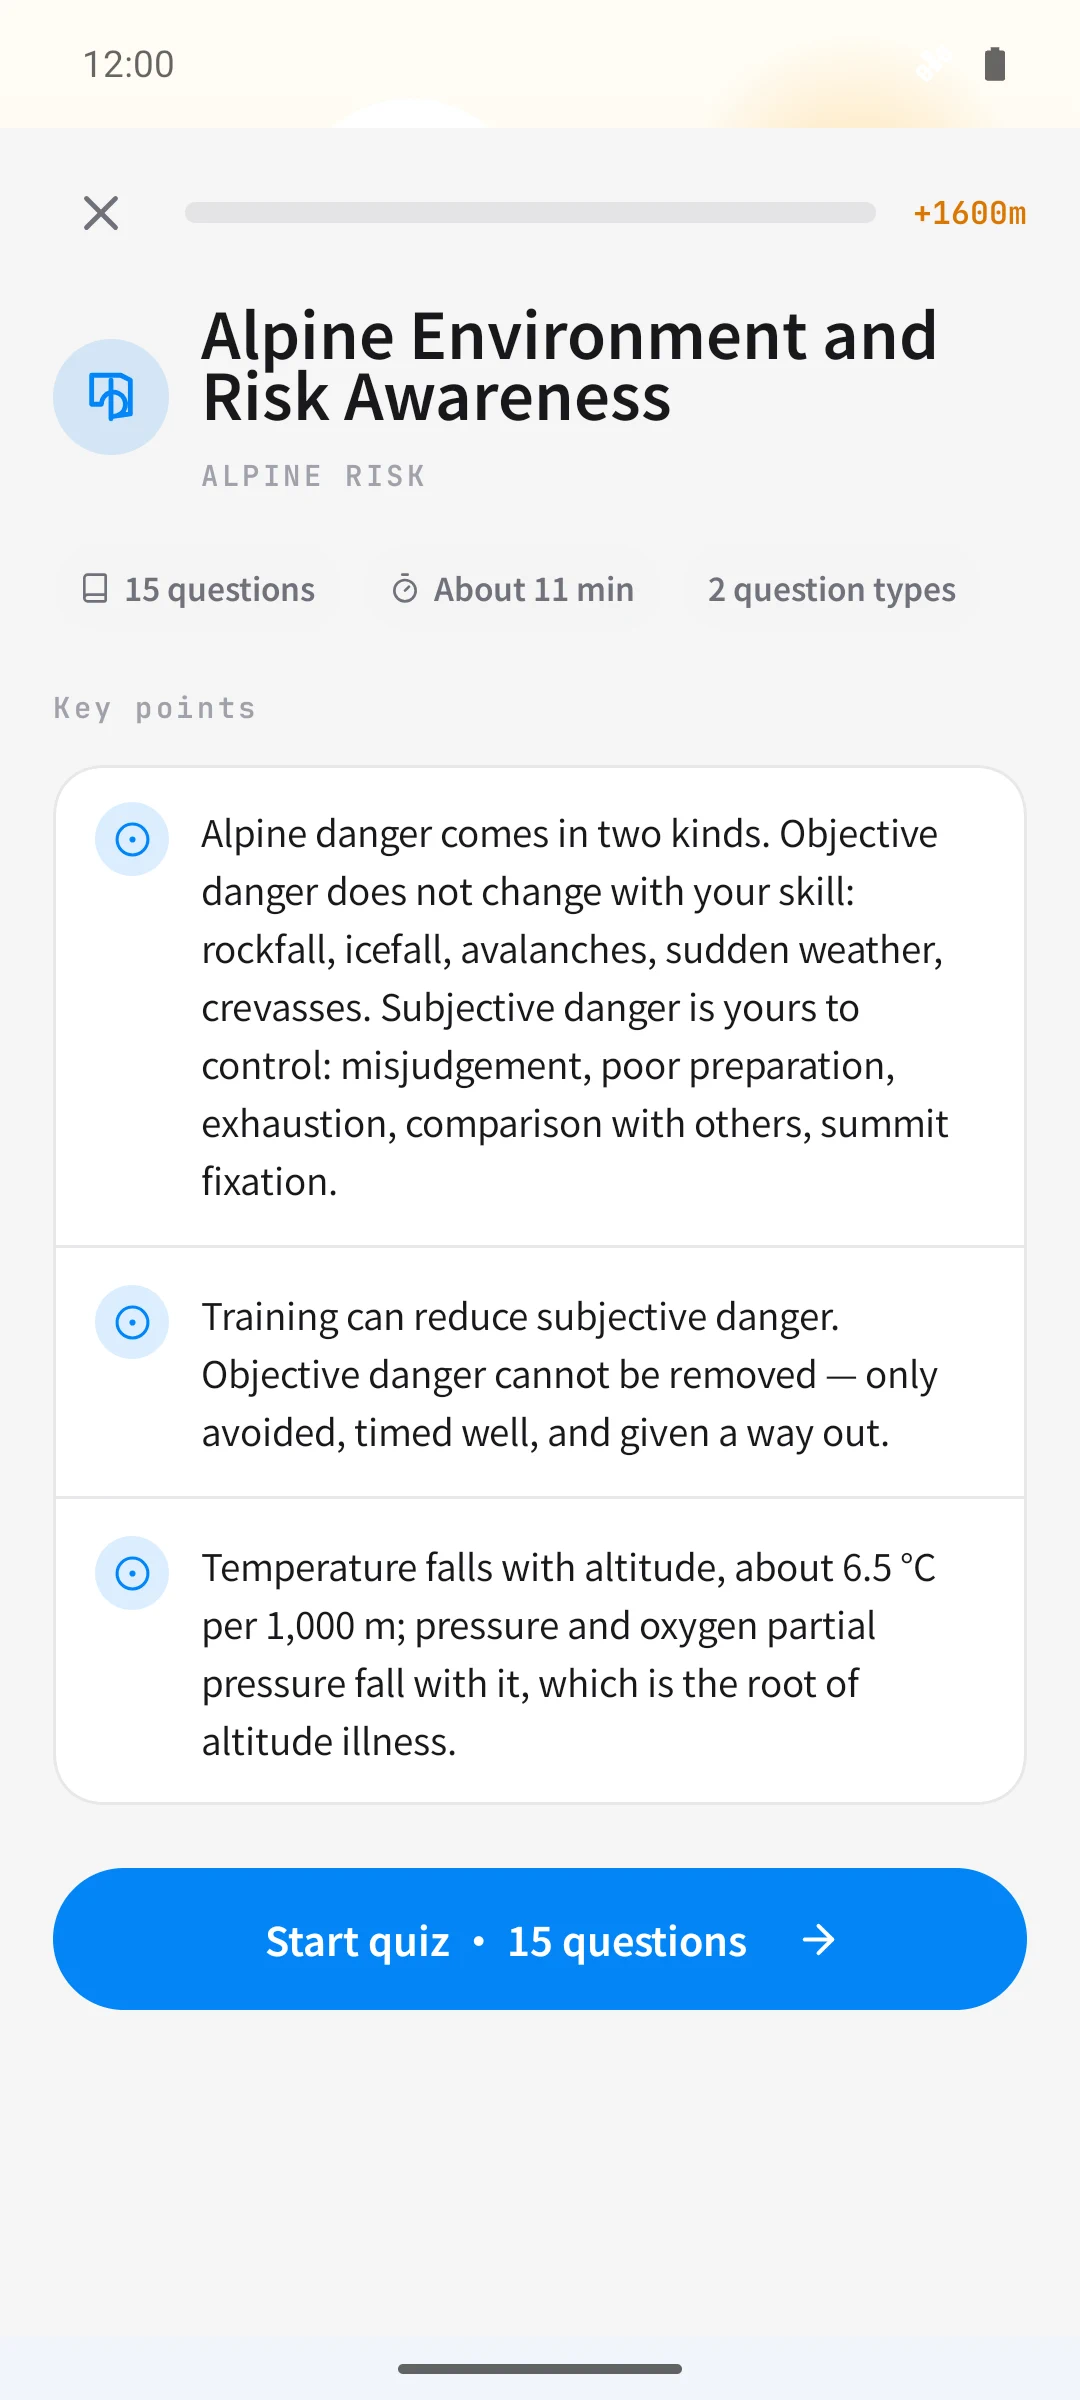 12:00
+1600m
Alpine Environment and
Risk Awareness
ALPINE RISK
15 questions
About 11 min
2 question types
Key points
Alpine danger comes in two kinds. Objective
danger does not change with your skill:
rockfall, icefall, avalanches, sudden weather,
crevasses. Subjective danger is yours to
control: misjudgement, poor preparation,
exhaustion, comparison with others, summit
fixation.
Training can reduce subjective danger.
Objective danger cannot be removed — only
avoided, timed well, and given a way out.
Temperature falls with altitude, about 6.5 °C
per 1,000 m; pressure and oxygen partial
pressure fall with it, which is the root of
altitude illness.
Start quiz • 15 questions